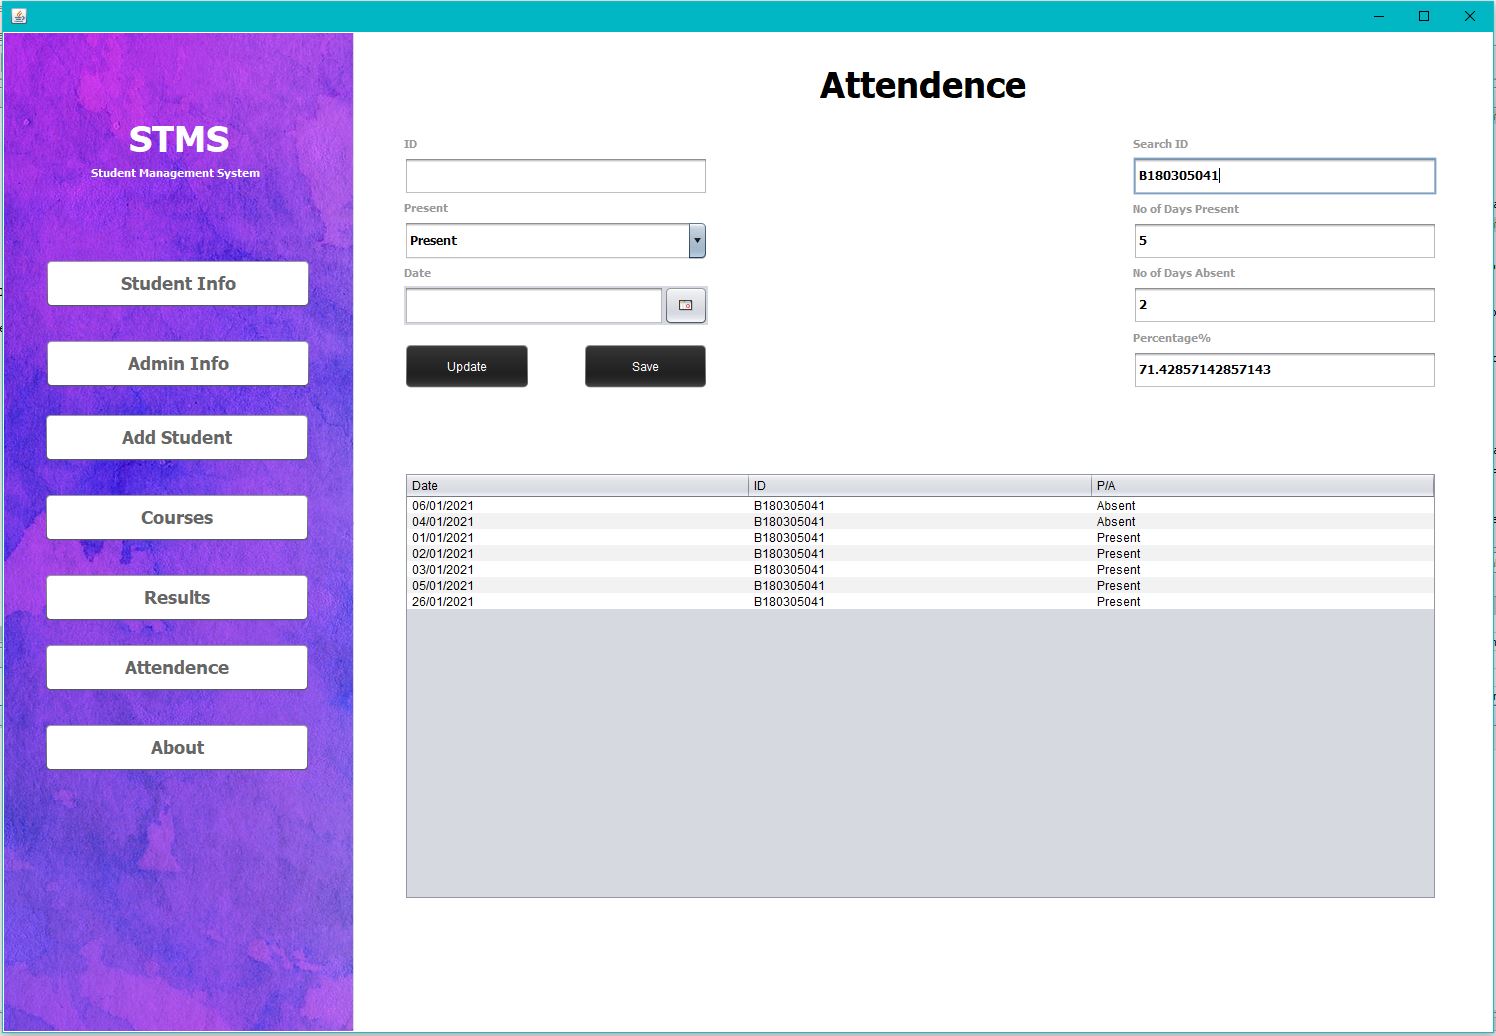 STMS
Student Management System
Student Info
Admin Info
Add Student
Courses
Results
Attendence
About
Attendence
ID
Present
Present
Date
Update
Save
Search ID
B180305041
No of Days Present
5
No of Days Absent
2
Percentage%
71.42857142857143
Date ID P/A
06/01/2021 B180305041 Absent
04/01/2021 B180305041 Absent
01/01/2021 B180305041 Present
02/01/2021 B180305041 Present
03/01/2021 B180305041 Present
05/01/2021 B180305041 Present
26/01/2021 B180305041 Present